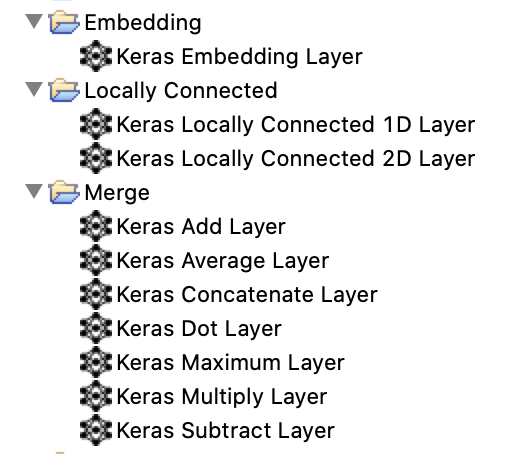 Embedding
Keras Embedding Layer
Locally Connected
Keras Locally Connected 1D Layer
Keras Locally Connected 2D Layer
Merge
Keras Add Layer
Keras Average Layer
Keras Concatenate Layer
Keras Dot Layer
Keras Maximum Layer
Keras Multiply Layer
Keras Subtract Layer